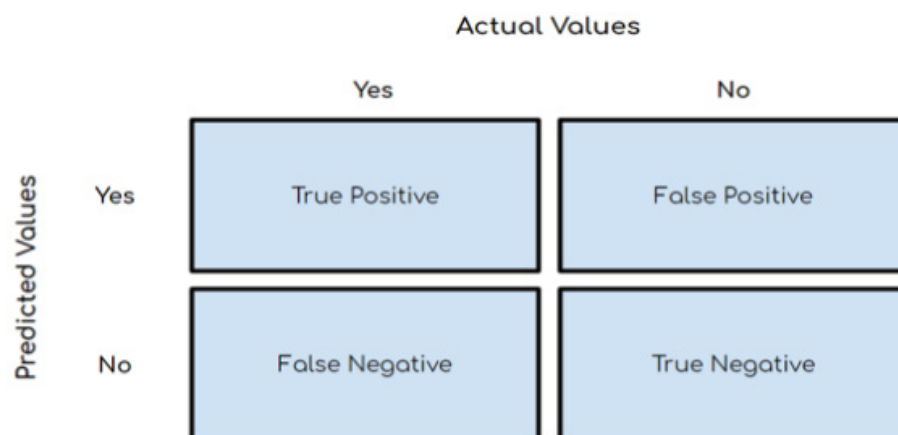 Actual Values
Yes No
Predicted Values
Yes True Positive False Positive
No False Negative True Negative